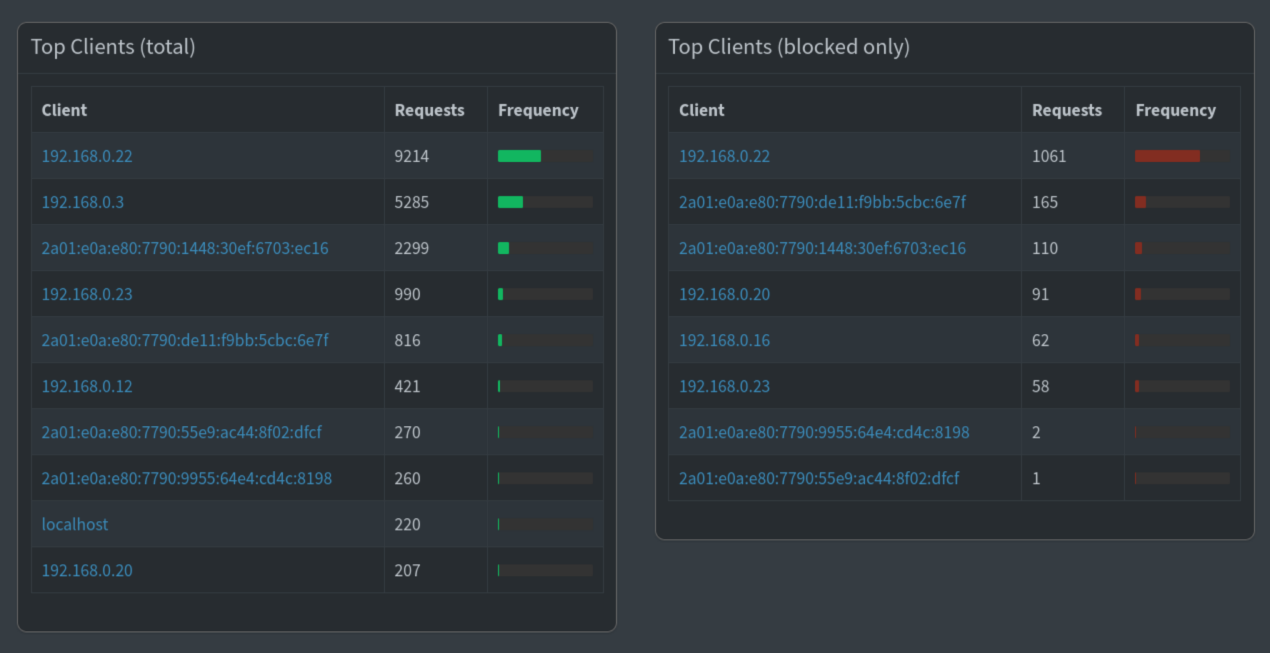 Top Clients (total)
Client Requests Frequency
192.168.0.22 9214
192.168.0.3 5285
2a01:e0a:e80:7790:1448:30ef:6703:ec16 2299
192.168.0.23 990
2a01:e0a:e80:7790:de11:f9bb:5cbc:6e7f 816
192.168.0.12 421
2a01:e0a:e80:7790:55e9:ac44:8f02:dfcf 270
2a01:e0a:e80:7790:9955:64e4:cd4c:8198 260
localhost 220
192.168.0.20 207
Top Clients (blocked only)
Client Requests Frequency
192.168.0.22 1061
2a01:e0a:e80:7790:de11:f9bb:5cbc:6e7f 165
2a01:e0a:e80:7790:1448:30ef:6703:ec16 110
192.168.0.20 91
192.168.0.16 62
192.168.0.23 58
2a01:e0a:e80:7790:9955:64e4:cd4c:8198 2
2a01:e0a:e80:7790:55e9:ac44:8f02:dfcf 1